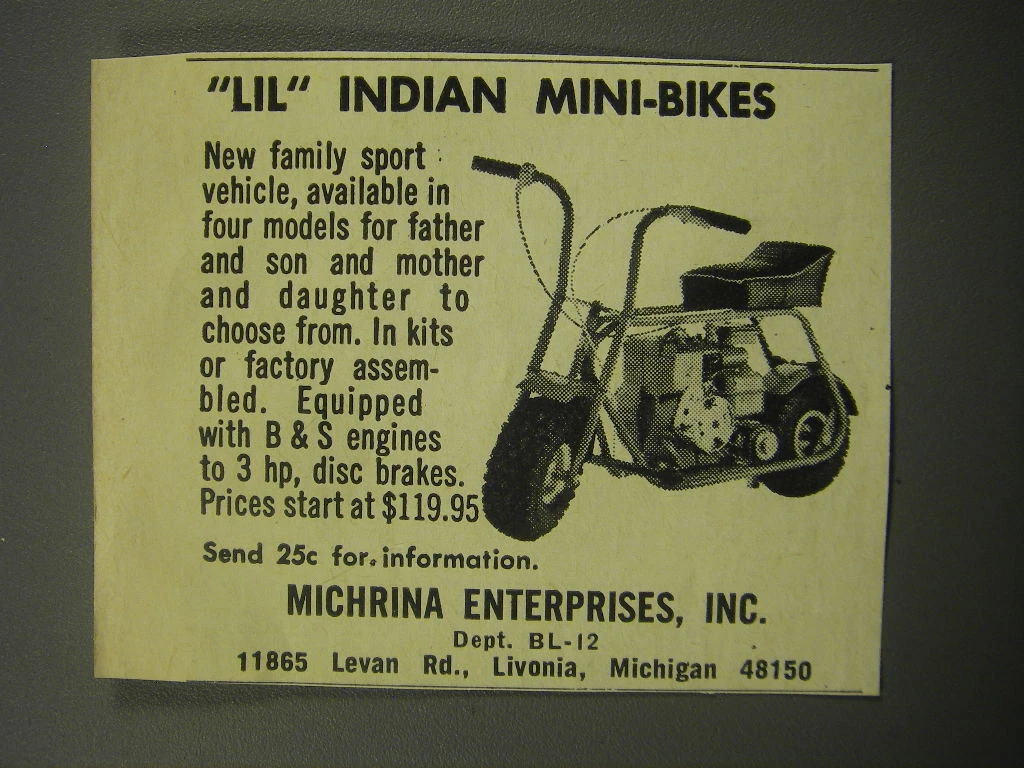 "LIL" INDIAN MINI-BIKES
New family sport
vehicle, available in
four models for father
and son and mother
and daughter to
choose from. In kits
or factory assem-
bled. Equipped
with B & S engines
to 3 hp, disc brakes.
Prices start at $119.95
Send 25c for information.
MICHRINA ENTERPRISES, INC.
Dept. BL-12
11865 Levan Rd., Livonia, Michigan 48150